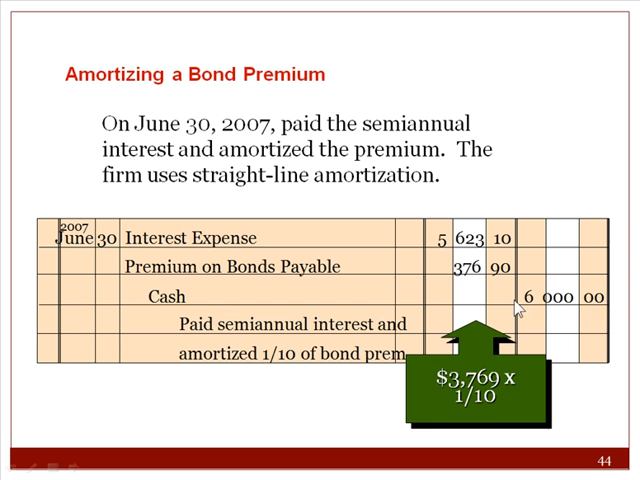 Amortizing a Bond Premium
On June 30, 2007, paid the semiannual
interest and amortized the premium. The
firm uses straight-line amortization.
2007
June 30 Interest Expense 5 623 10
Premium on Bonds Payable 376 90
Cash 6 000 00
Paid semiannual interest and
amortized 1/10 of bond prem
$3,769 x
1/10
44